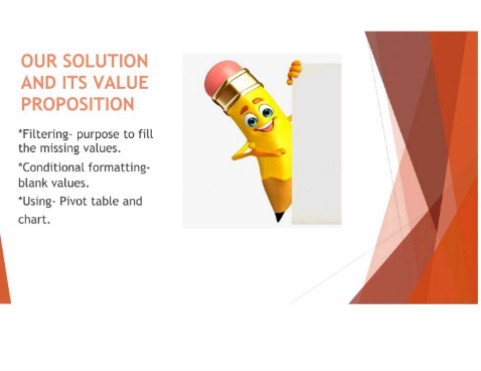 OUR SOLUTION
AND ITS VALUE
PROPOSITION
*Filtering- purpose to fill
the missing values.
*Conditional formatting-
blank values.
*Using- Pivot table and
chart.